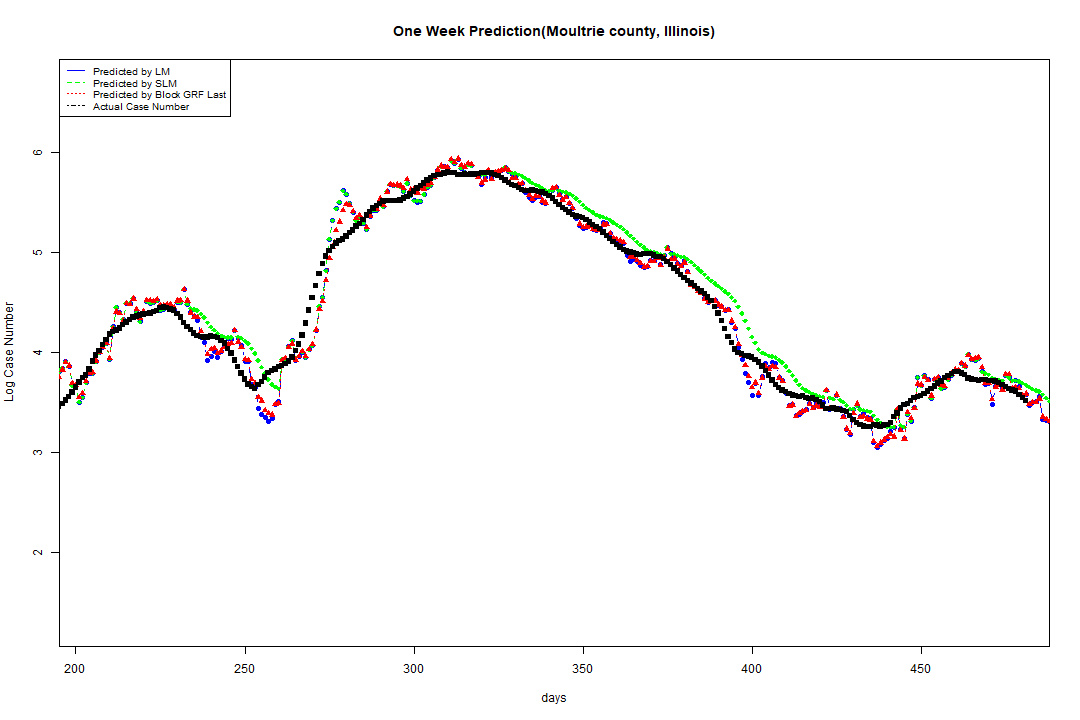 One Week Prediction(Moultrie county, Illinois)
Predicted by LM
Predicted by SLM
Predicted by Block GRF Last
Actual Case Number
6
5
4
3
2
Log Case Number
200 250 300 350 400 450
days